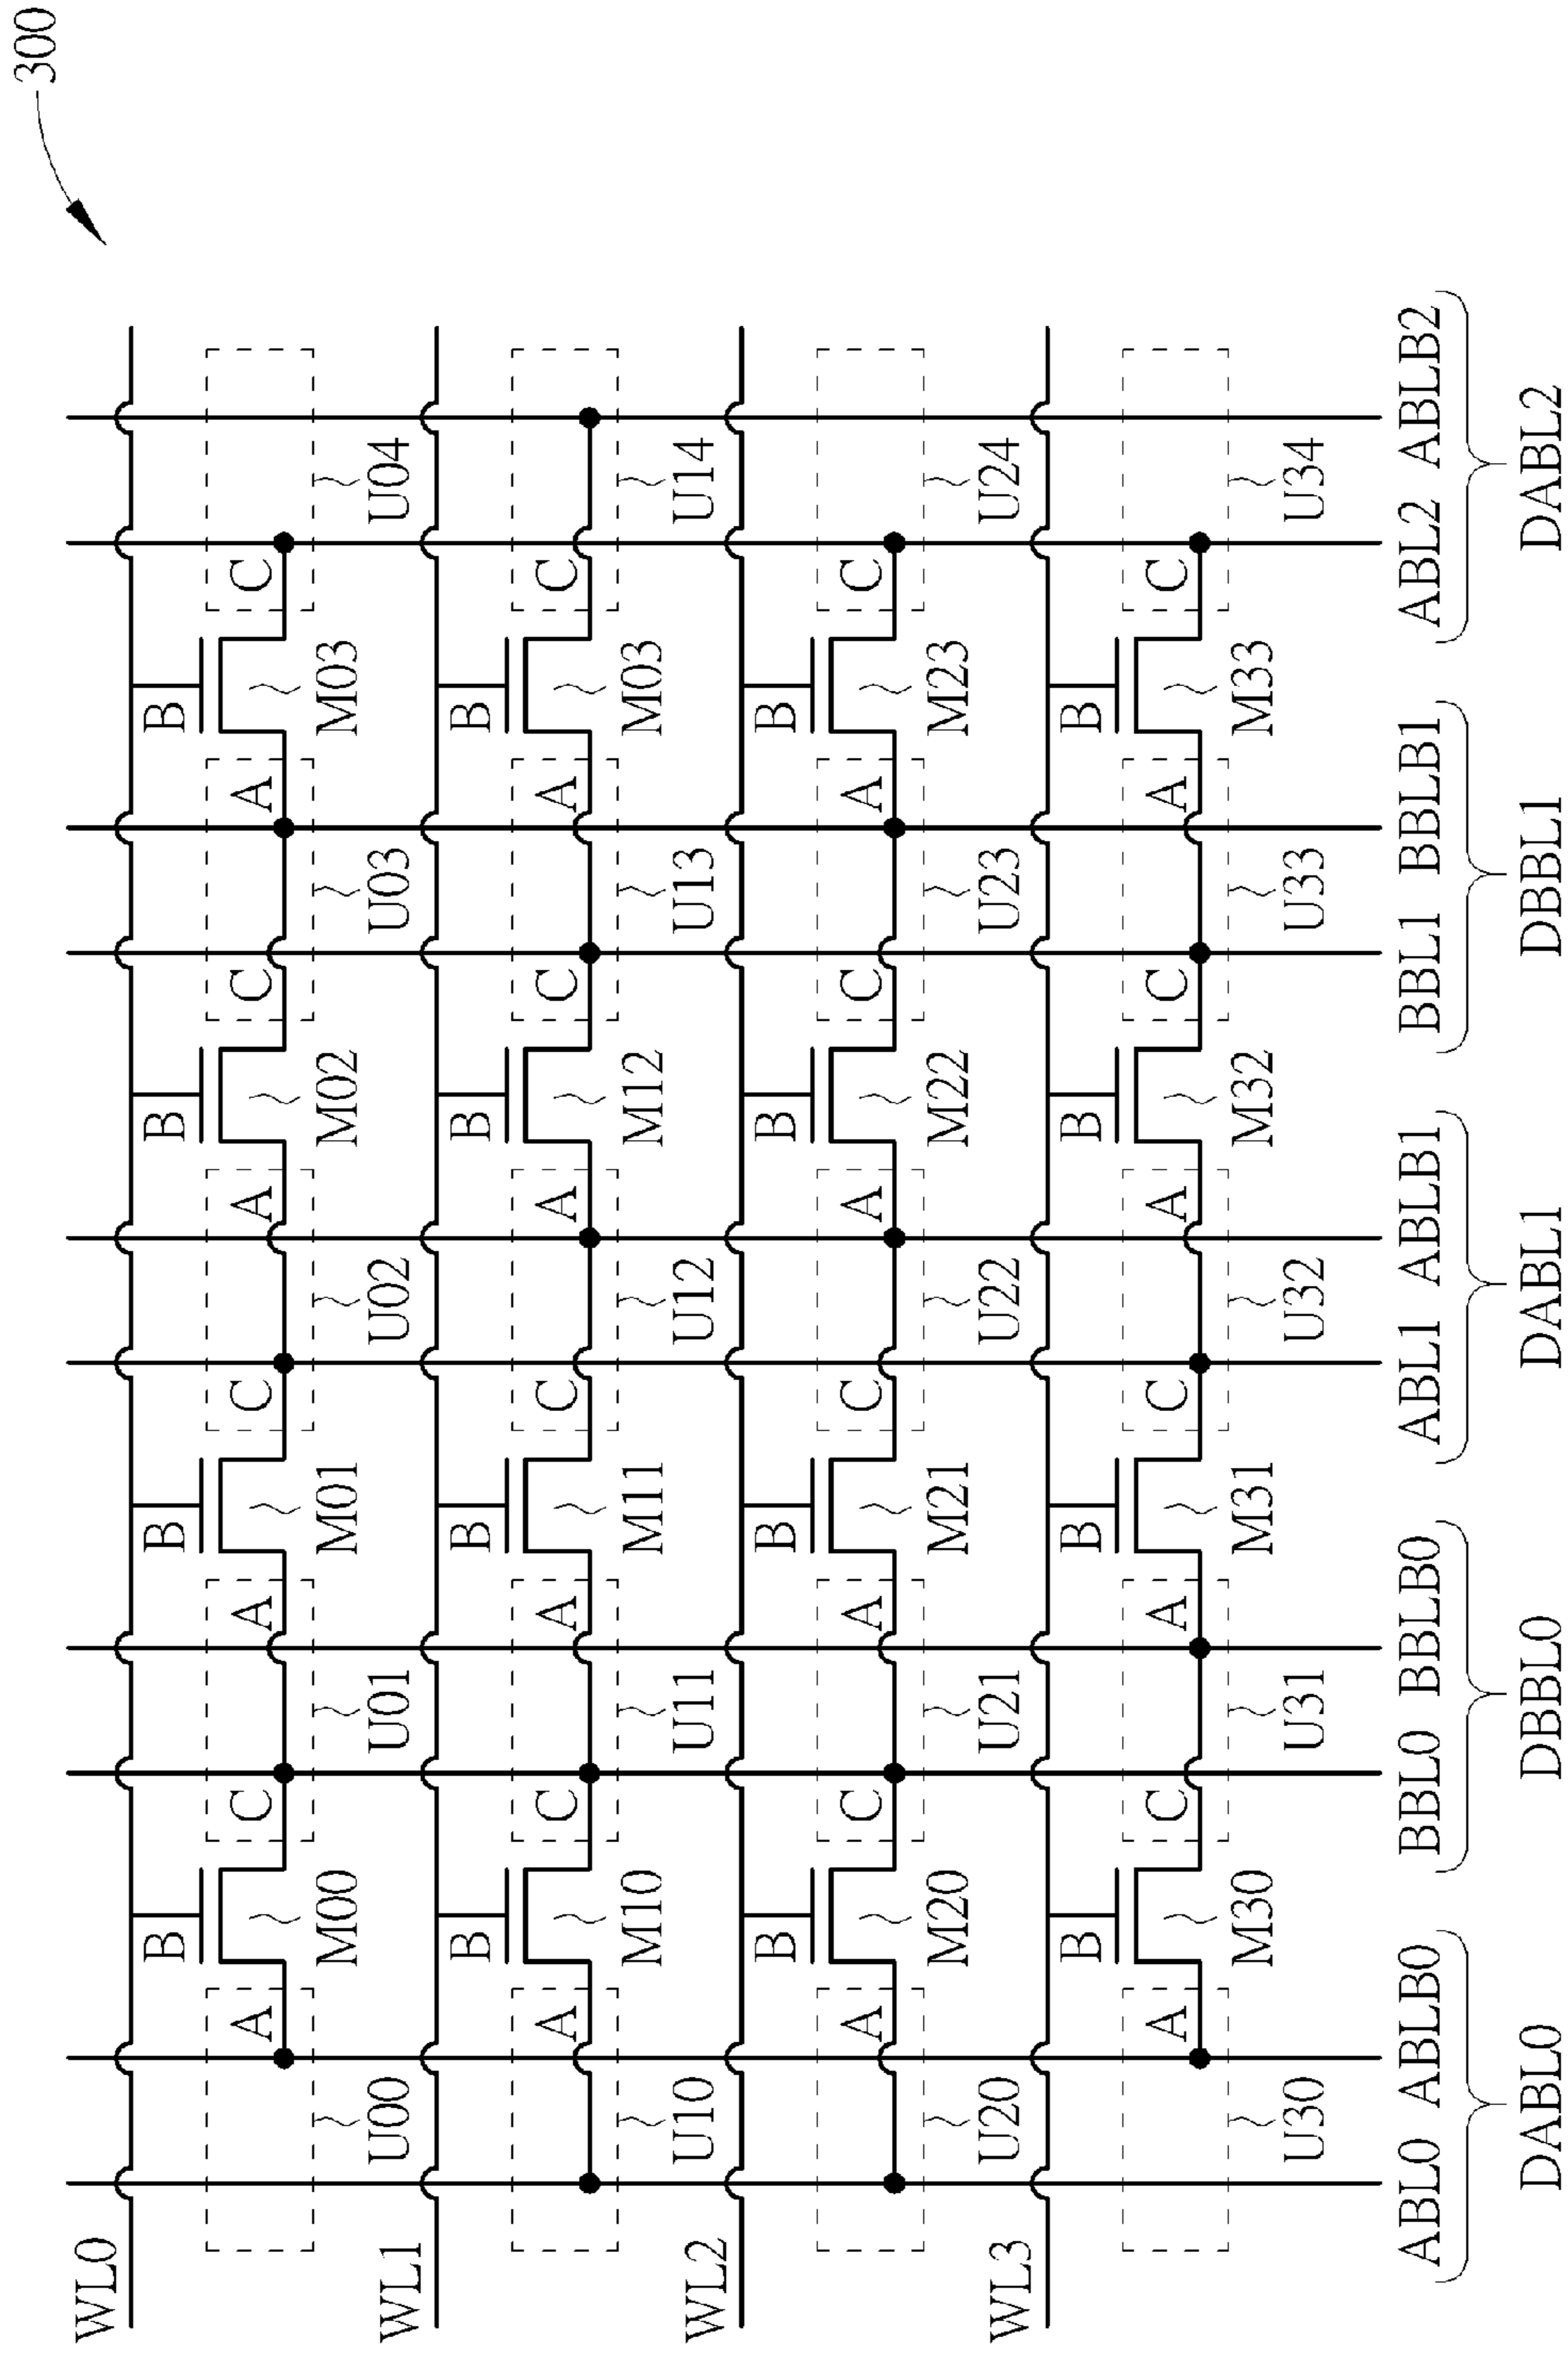 300
WL0
B B B B
A C A C A C A C
M00 M01 M02 M03
U00 U01 U02 U03 U04
WL1
B B B B
A C A C A C A C
M10 M11 M12 M03
U10 U11 U12 U13 U14
WL2
B B B B
A C A C A C A C
M20 M21 M22 M23
U20 U21 U22 U23 U24
WL3
B B B B
A C A C A C A C
M30 M31 M32 M33
U30 U31 U32 U33 U34
ABL0 ABLB0 BBL0 BBLB0 ABL1 ABLB1 BBL1 BBLB1 ABL2 ABLB2
DABL0 DBBL0 DABL1 DBBL1 DABL2